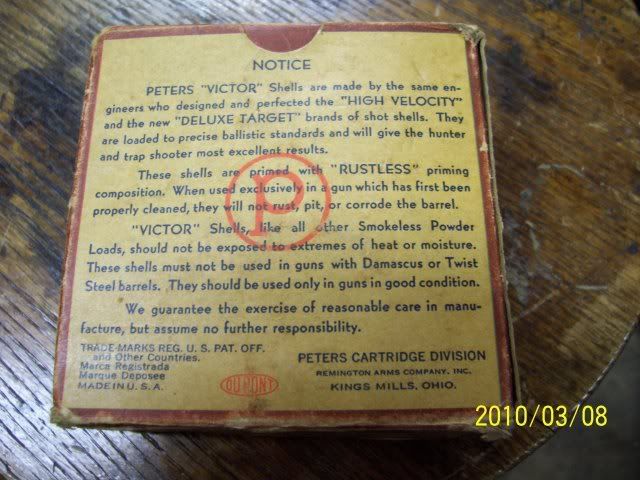 NOTICE
PETERS "VICTOR" Shells are made by the same en-
gineers who designed and perfected the "HIGH VELOCITY"
and the new "DELUXE TARGET" brands of shot shells. They
are loaded to precise ballistic standards and will give the hunter
and trap shooter most excellent results.
These shells are primed with "RUSTLESS" priming
composition. When used exclusively in a gun which has first been
properly cleaned, they will not rust, pit, or corrode the barrel.
P
"VICTOR" Shells, like all other Smokeless Powder
Loads, should not be exposed to extremes of heat or moisture.
These shells must not be used in guns with Damascus or Twist
Steel barrels. They should be used only in guns in good condition.
We guarantee the exercise of reasonable care in manu-
facture, but assume no further responsibility.
TRADE-MARKS REG. U. S. PAT. OFF.
and Other Countries.
Marca Registrada
Marque Deposee
MADE IN U. S. A.
DU PONT
PETERS CARTRIDGE DIVISION
REMINGTON ARMS COMPANY, INC.
KINGS MILLS, OHIO.
2010/03/08